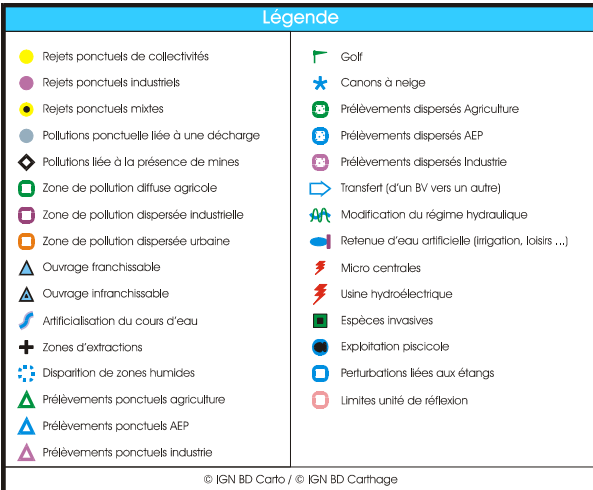 Légende
Rejets ponctuels de collectivités
Rejets ponctuels industriels
Rejets ponctuels mixtes
Pollutions ponctuelle liée à une décharge
Pollutions liée à la présence de mines
Zone de pollution diffuse agricole
Zone de pollution dispersée industrielle
Zone de pollution dispersée urbaine
Ouvrage franchissable
Ouvrage infranchissable
Artificialisation du cours d'eau
Zones d'extractions
Disparition de zones humides
Prélèvements ponctuels agriculture
Prélèvements ponctuels AEP
Prélèvements ponctuels industrie
Golf
Canons à neige
Prélèvements dispersés Agriculture
Prélèvements dispersés AEP
Prélèvements dispersés Industrie
Transfert (d'un BV vers un autre)
Modification du régime hydraulique
Retenue d'eau artificielle (irrigation, loisirs ...)
Micro centrales
Usine hydroélectrique
Espèces invasives
Exploitation piscicole
Perturbations liées aux étangs
Limites unité de réflexion
© IGN BD Carto / © IGN BD Carthage